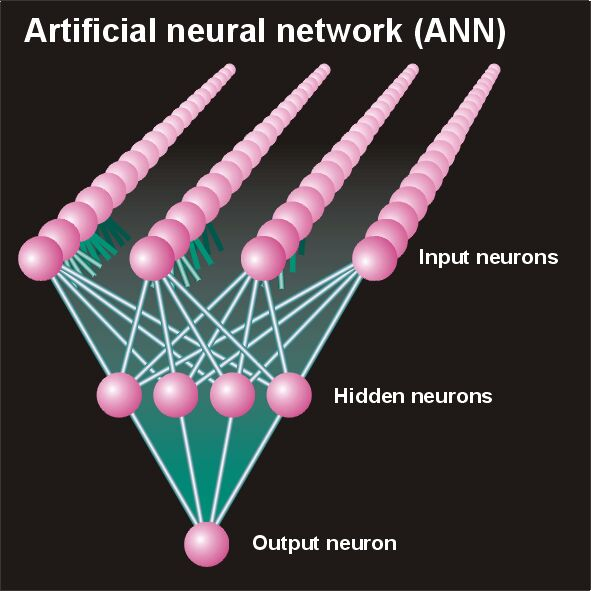 Artificial neural network (ANN)
Input neurons
Hidden neurons
Output neuron